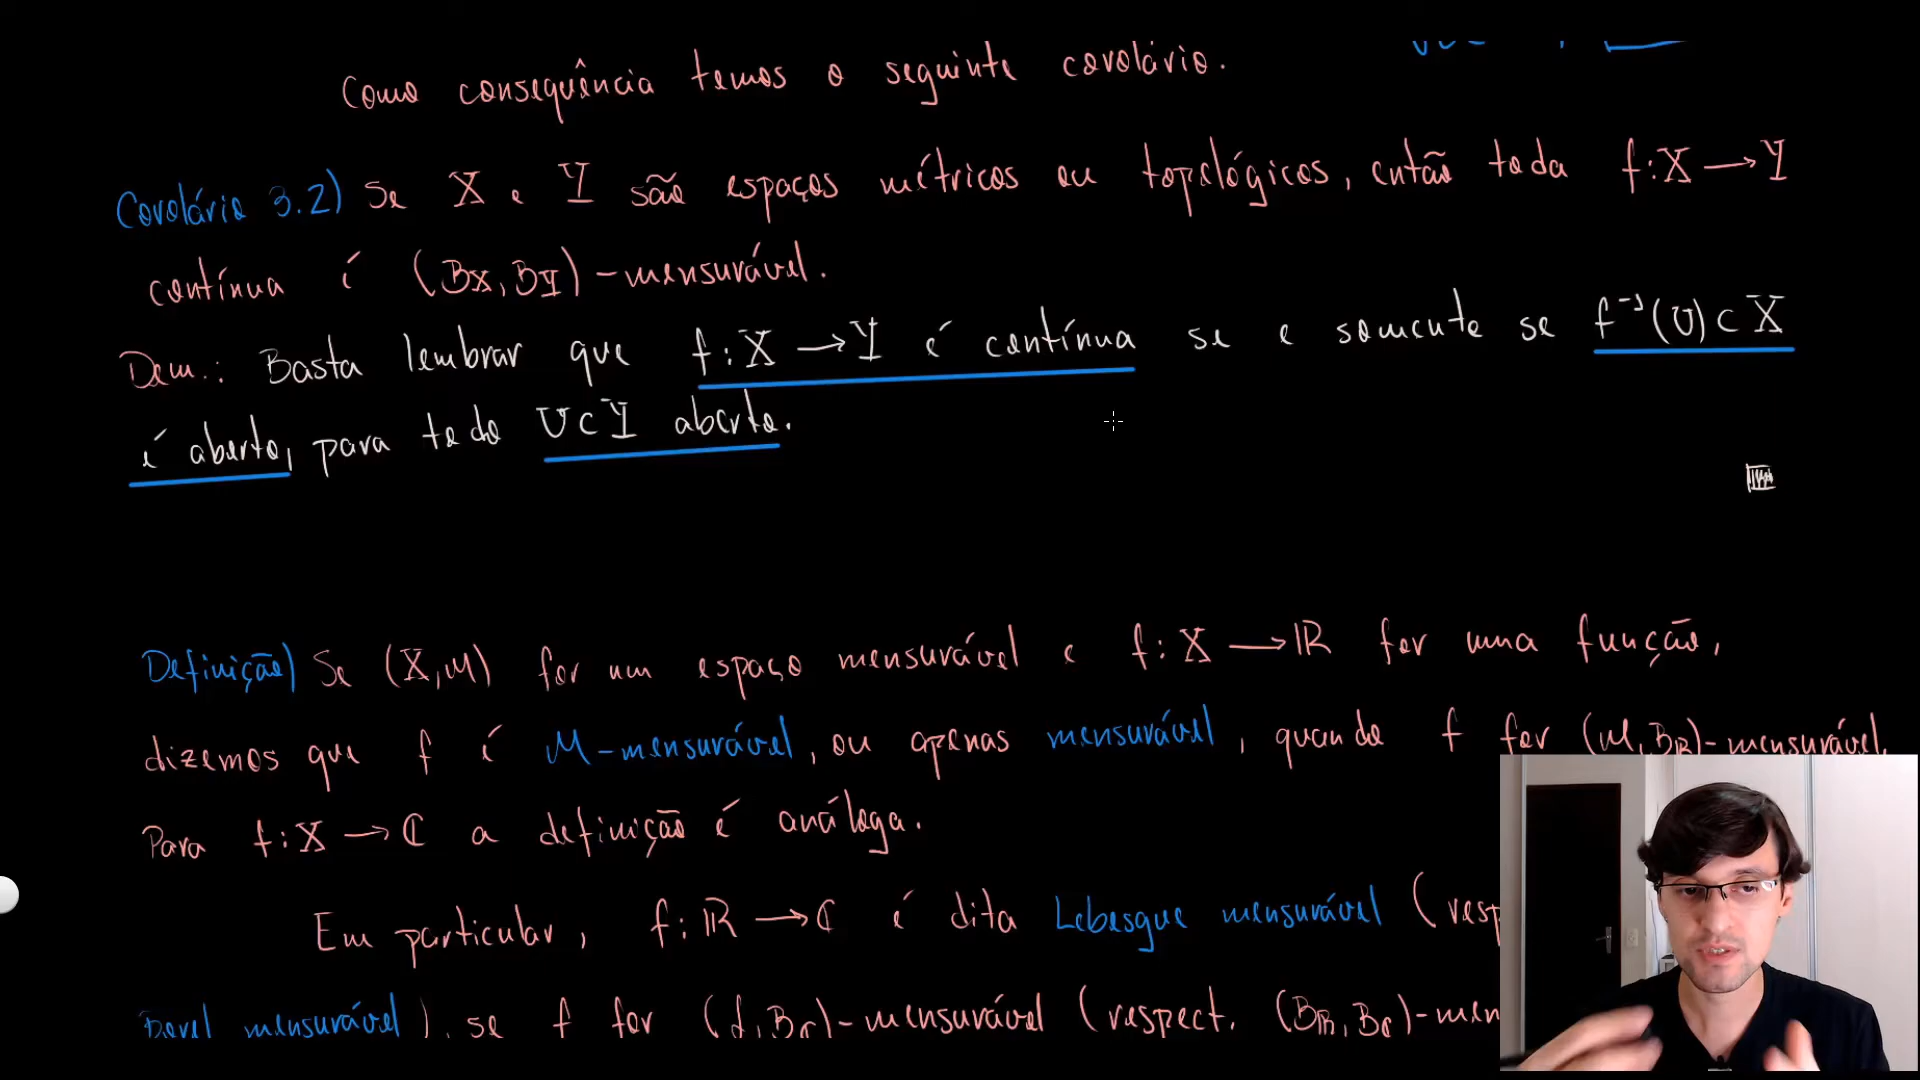 Como consequência temos o seguinte corolário.
Corolário 3.2) Se X e Y são espaços métricos ou topológicos, então toda f: X → Y
contínua é (B_X, B_Y)-mensurável.
Dem.: Basta lembrar que f: X → Y é contínua se e somente se f⁻¹(U) ⊂ X
é aberto, para todo U ⊂ Y aberto.
Definição) Se (X, M) for um espaço mensurável e f: X → ℝ for uma função,
dizemos que f é M-mensurável, ou apenas mensurável, quando f for (M, B_ℝ)-mensurável.
Para f: X → ℂ a definição é análoga.
Em particular, f: ℝ → ℂ é dita Lebesgue mensurável (resp
Borel mensurável), se f for (L, B_ℂ)-mensurável (respect. (B_ℝ, B_ℂ)-men